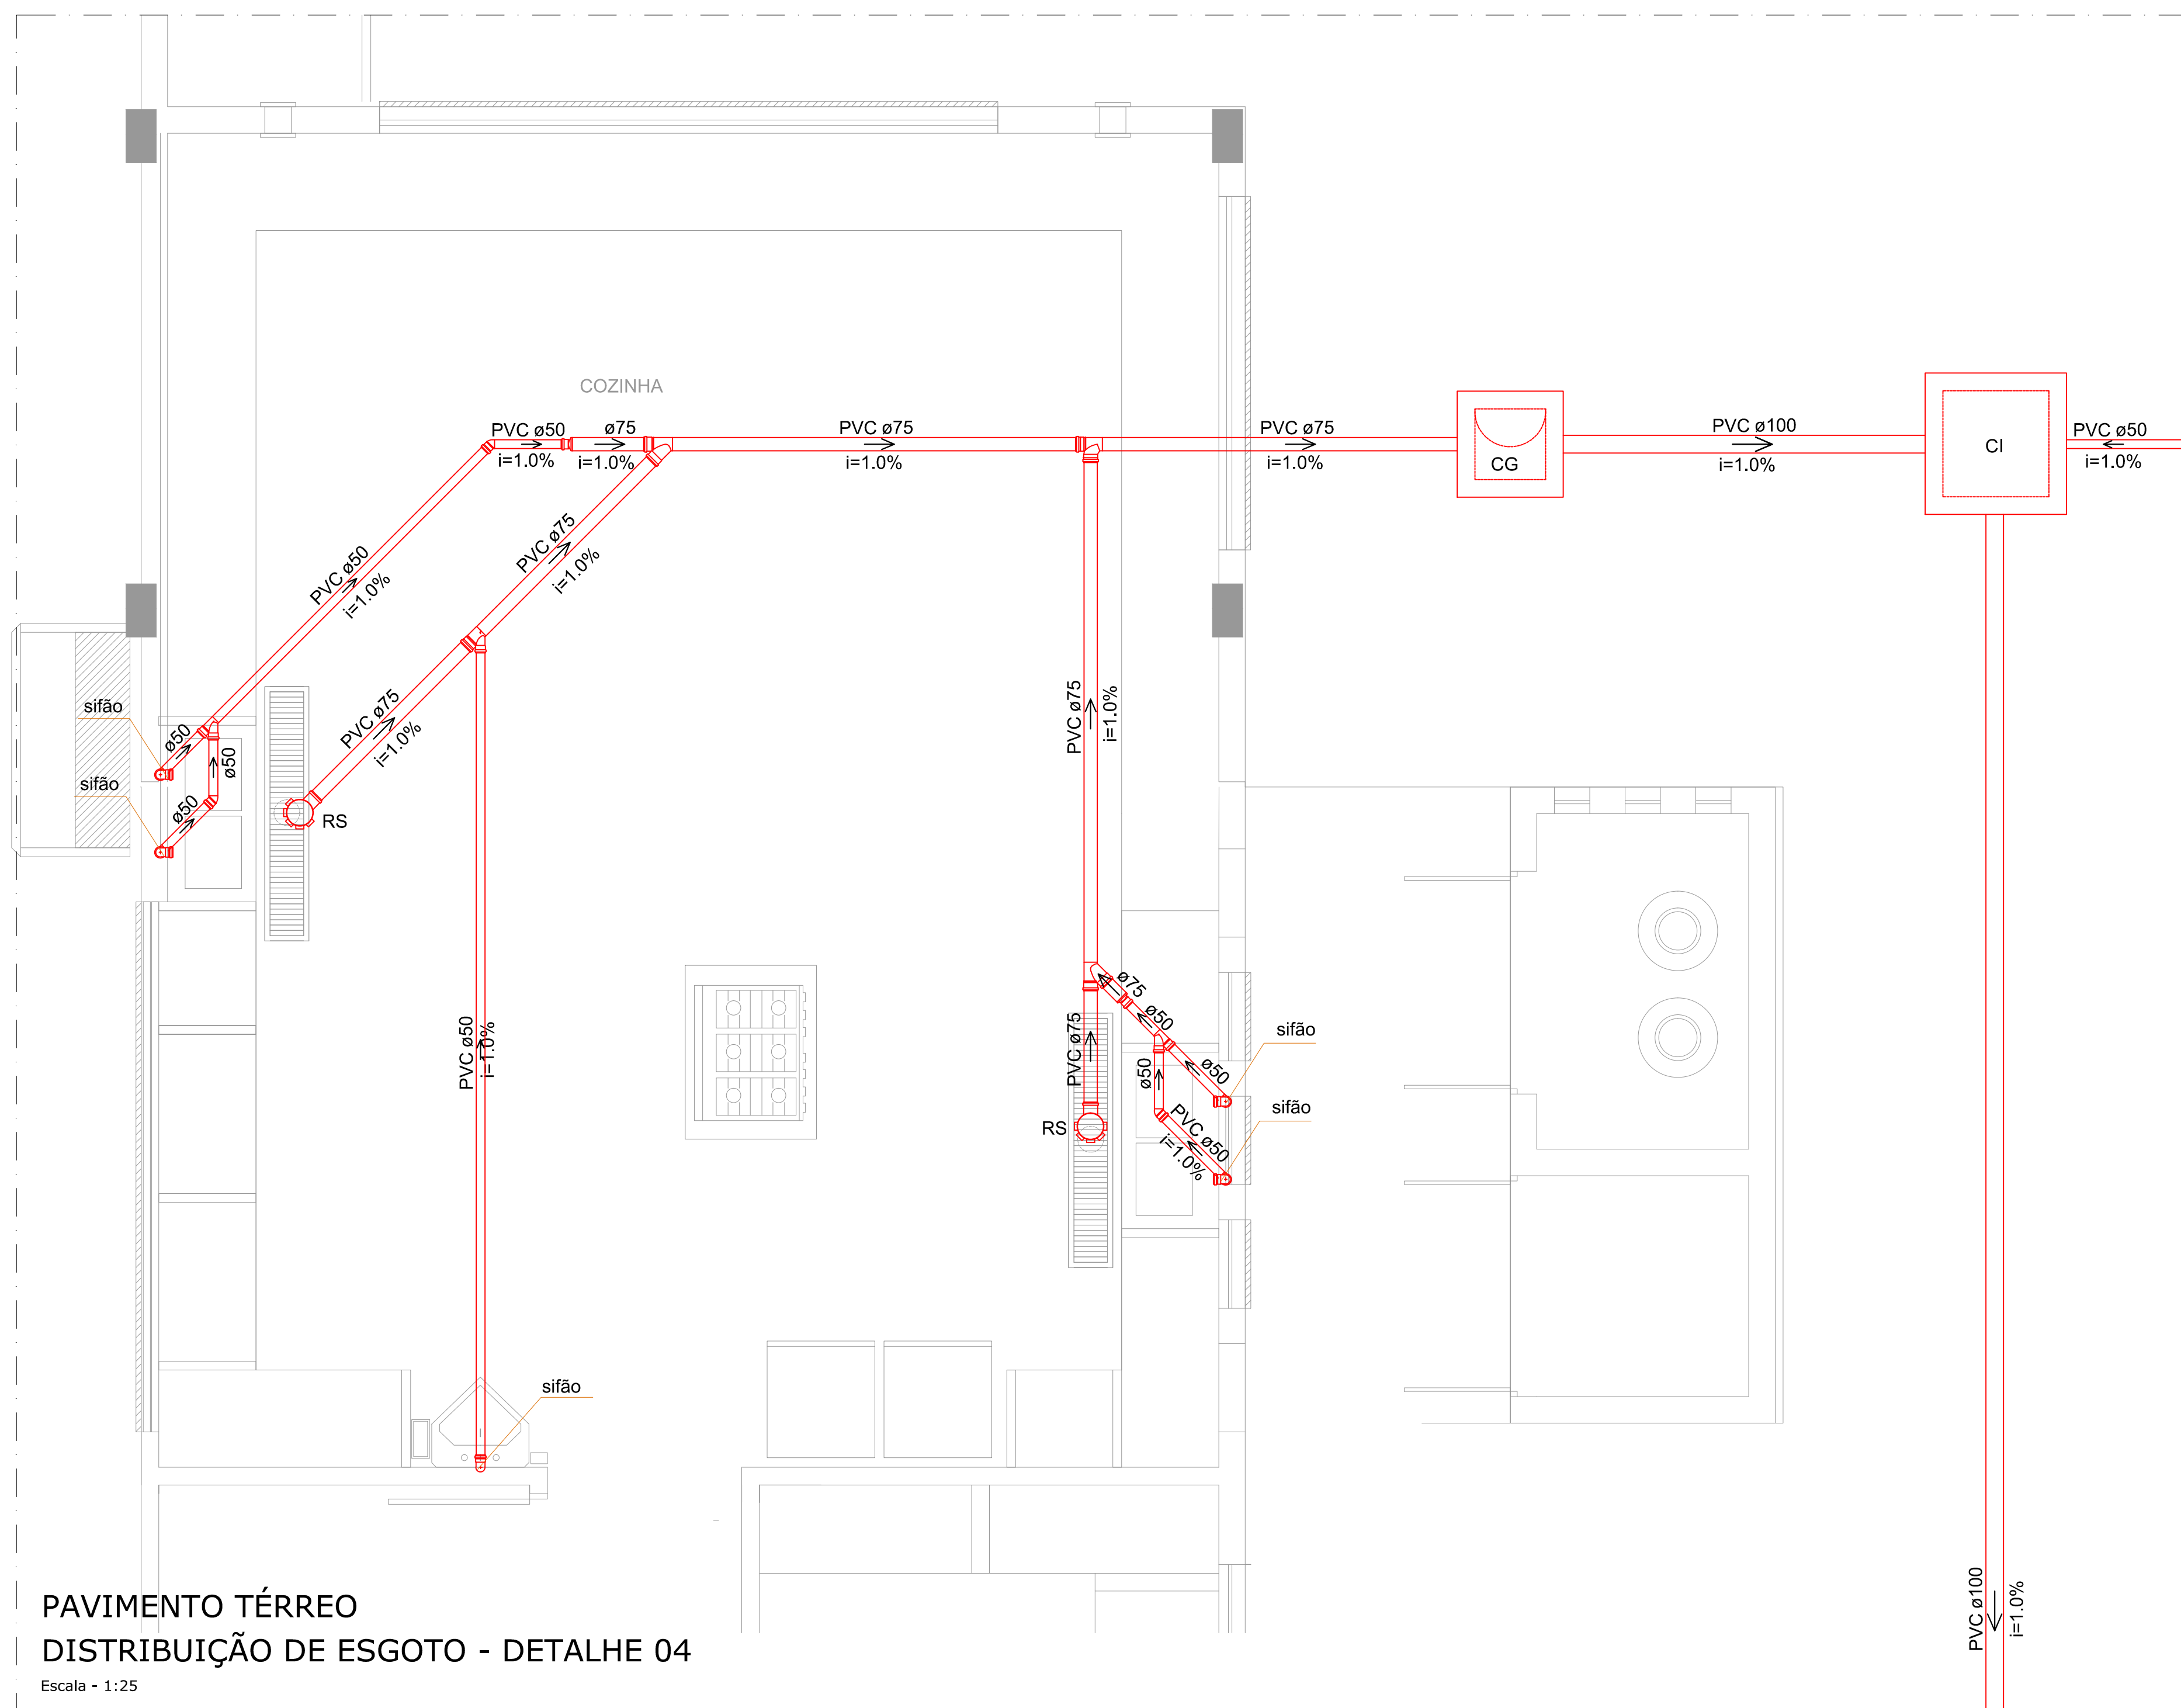 COZINHA
PVC ø50
i=1.0%
ø75
i=1.0%
PVC ø75
i=1.0%
PVC ø75
i=1.0%
CG
PVC ø100
i=1.0%
CI
PVC ø50
i=1.0%
PVC ø50
i=1.0%
PVC ø75
i=1.0%
sifão
ø50
ø50
sifão
ø50
PVC ø75
i=1.0%
RS
PVC ø75
i=1.0%
PVC ø50
i=1.0%
ø75
ø50
PVC ø75
sifão
ø50
ø50
sifão
PVC ø50
i=1.0%
RS
sifão
PVC ø100
i=1.0%
PAVIMENTO TÉRREO
DISTRIBUIÇÃO DE ESGOTO - DETALHE 04
Escala - 1:25